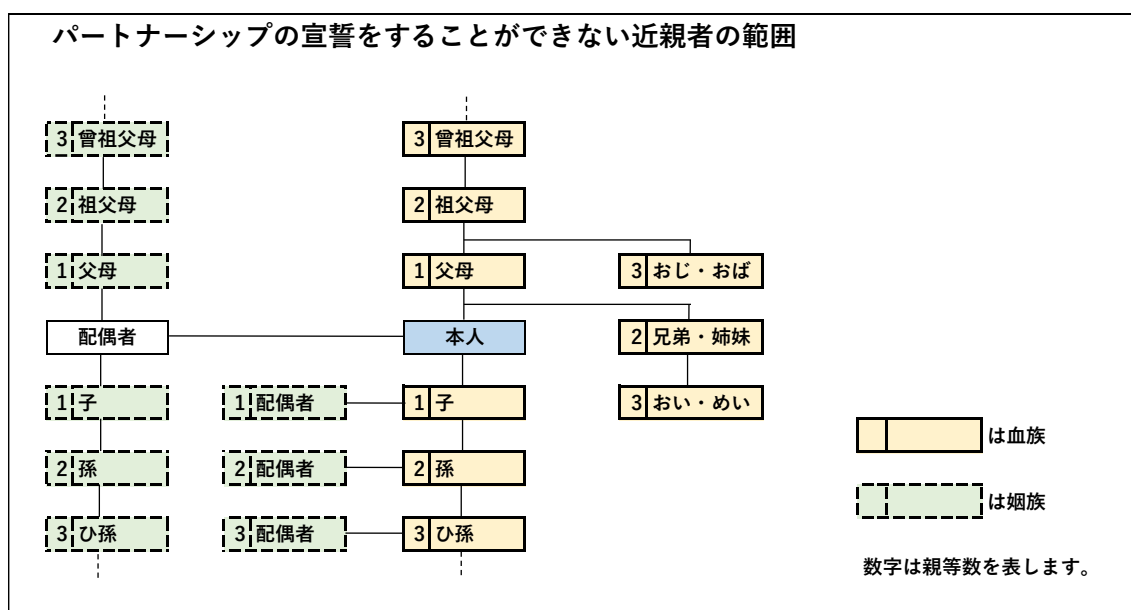 パートナーシップの宣誓をすることができない近親者の範囲
3 曾祖父母
3 曾祖父母
2 祖父母
2 祖父母
1 父母
1 父母
3 おじ・おば
配偶者
本人
2 兄弟・姉妹
1 子
1 配偶者
1 子
3 おい・めい
は血族
2 孫
2 配偶者
2 孫
は姻族
3 ひ孫
3 配偶者
3 ひ孫
数字は親等数を表します。